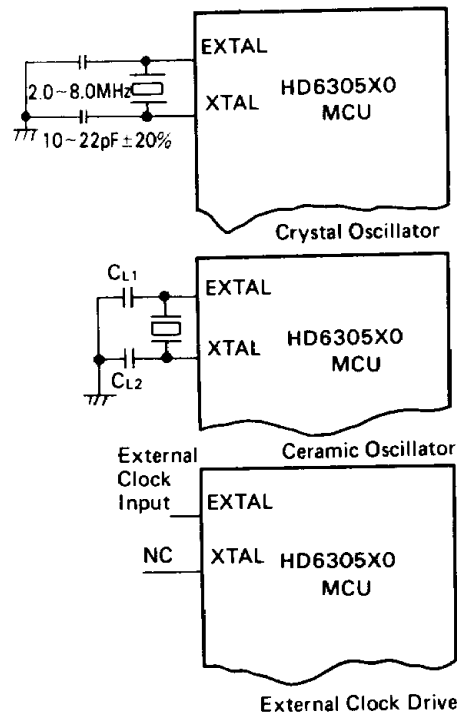 EXTAL
2.0~8.0MHz
XTAL
HD6305X0
MCU
10~22pF±20%
Crystal Oscillator
CL1
EXTAL
XTAL
HD6305X0
MCU
CL2
Ceramic Oscillator
External
Clock
Input
EXTAL
NC
XTAL
HD6305X0
MCU
External Clock Drive